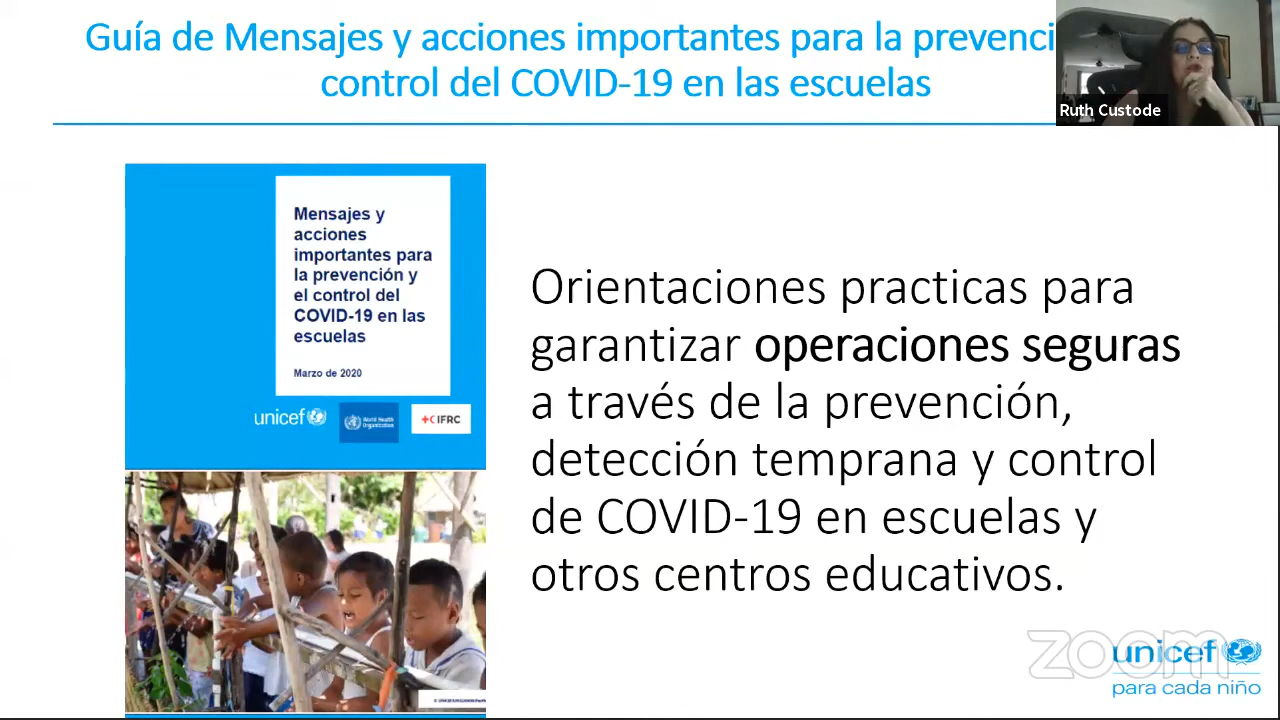 Guía de Mensajes y acciones importantes para la prevenci
control del COVID-19 en las escuelas
Ruth Custode
Mensajes y
acciones
importantes para
la prevención y
el control del
COVID-19 en las
escuelas
Marzo de 2020
unicef
World Health
Organization
IFRC
Orientaciones practicas para
garantizar operaciones seguras
a través de la prevención,
detección temprana y control
de COVID-19 en escuelas y
otros centros educativos.
zoom
unicef
para cada niño